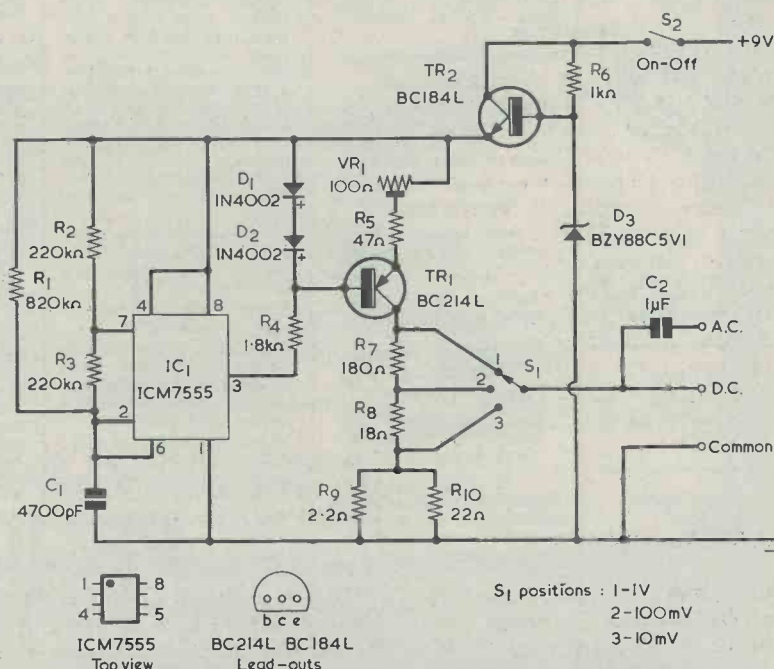 S2
+9V
On-Off
TR2
BC184L
R6
1kΩ
VR1
100Ω
D1
1N4002
+
R5
47Ω
D3
BZY88C5V1
R2
220kΩ
D2
1N4002
+
R1
820kΩ
TR1
BC214L
C2
1µF
A.C.
4
8
7
R4
1·8kΩ
R7
180Ω
1
S1
R3
220kΩ
IC1
ICM7555
3
2
D.C.
2
R8
18Ω
3
6
1
Common
C1
4700pF
R9
2·2Ω
R10
22Ω
1
8
4
5
b c e
S1 positions : 1-1V
2-100mV
3-10mV
ICM7555
Top view
BC214L BC184L
Lead-outs